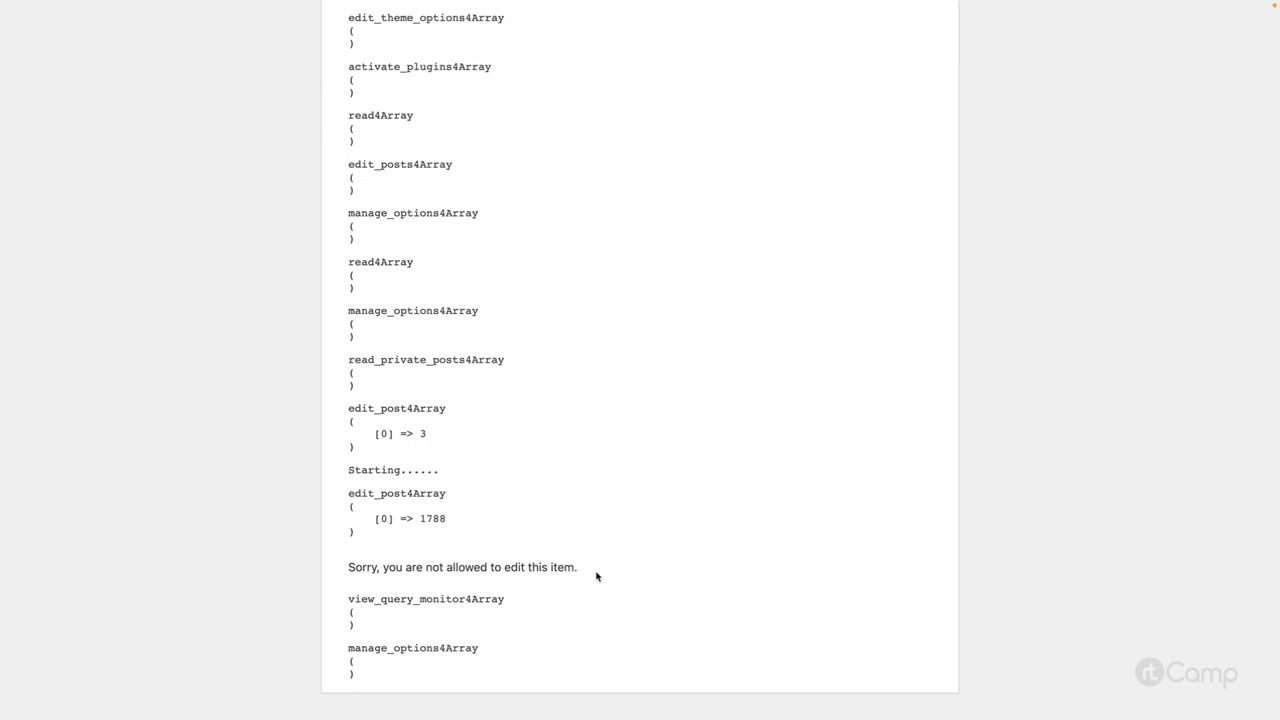 edit_theme_options4Array
(
)
activate_plugins4Array
(
)
read4Array
(
)
edit_posts4Array
(
)
manage_options4Array
(
)
read4Array
(
)
manage_options4Array
(
)
read_private_posts4Array
(
)
edit_post4Array
(
[0] => 3
)
Starting......
edit_post4Array
(
[0] => 1788
)
Sorry, you are not allowed to edit this item.
view_query_monitor4Array
(
)
manage_options4Array
(
)
rtCamp